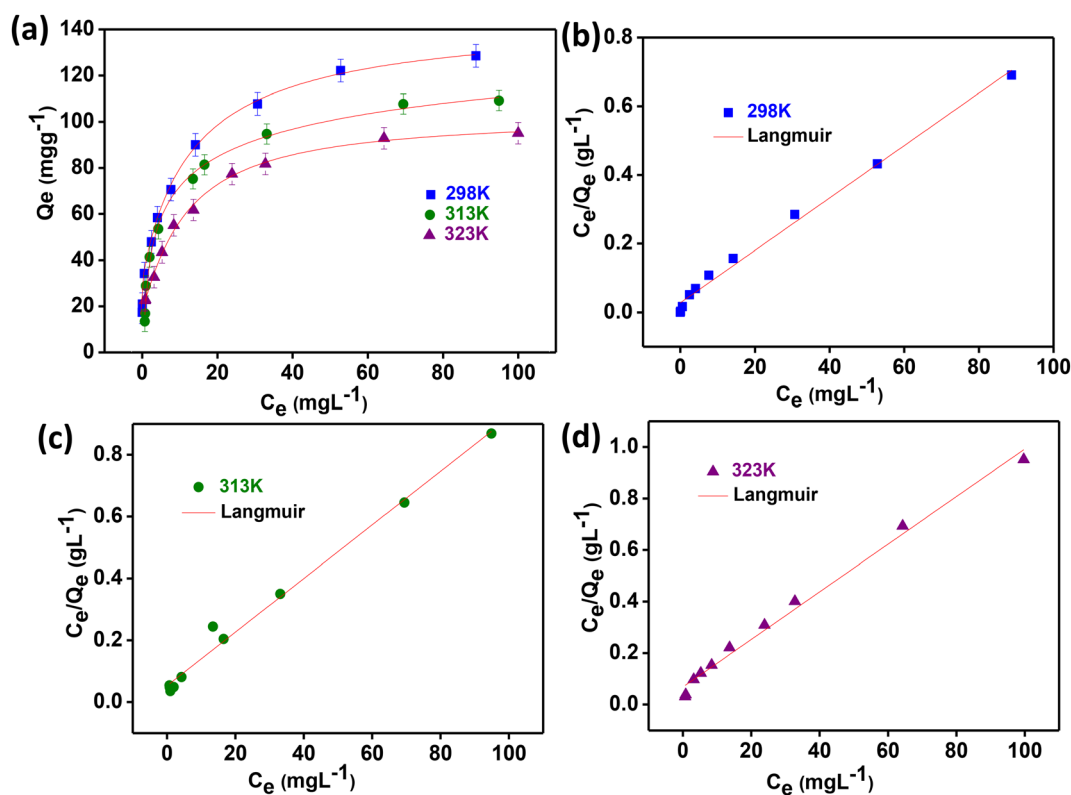 (a)
140
120
100
80
60
40
20
0
Qe (mgg-1)
298K
313K
323K
0 20 40 60 80 100
Ce (mgL-1)
(b)
0.8
0.6
0.4
0.2
0.0
Ce/Qe (gL-1)
298K
Langmuir
0 20 40 60 80 100
Ce (mgL-1)
(c)
0.8
0.6
0.4
0.2
0.0
Ce/Qe (gL-1)
313K
Langmuir
0 20 40 60 80 100
Ce (mgL-1)
(d)
1.0
0.8
0.6
0.4
0.2
0.0
Ce/Qe (gL-1)
323K
Langmuir
0 20 40 60 80 100
Ce (mgL-1)